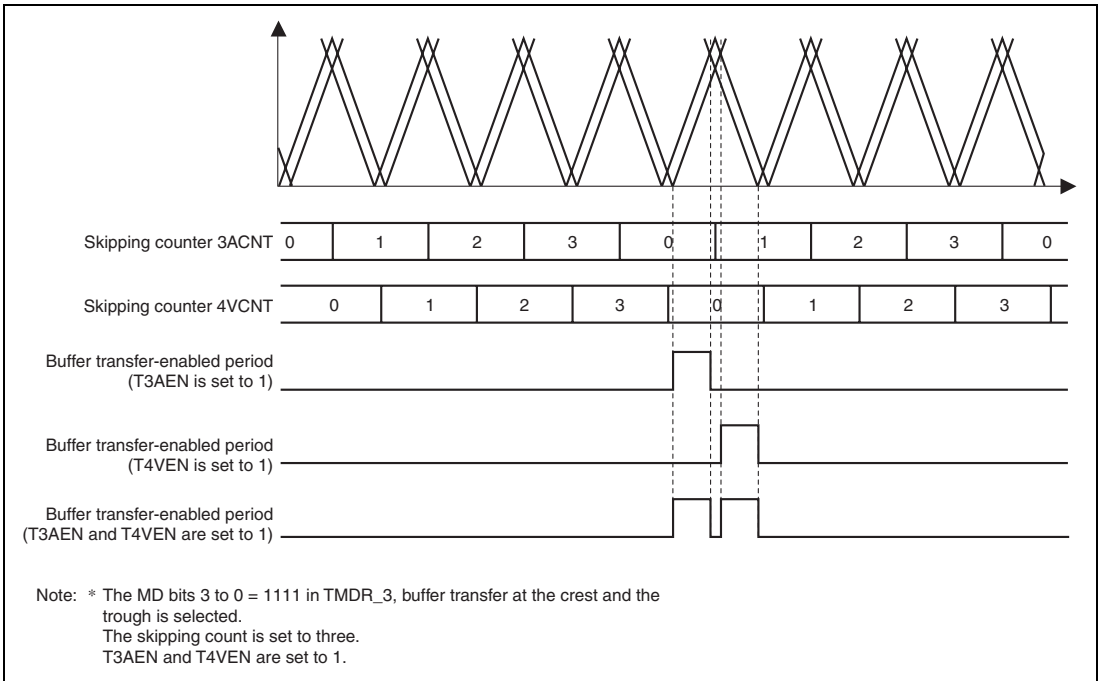 Skipping counter 3ACNT 0 1 2 3 0 1 2 3 0
Skipping counter 4VCNT 0 1 2 3 0 1 2 3
Buffer transfer-enabled period
(T3AEN is set to 1)
Buffer transfer-enabled period
(T4VEN is set to 1)
Buffer transfer-enabled period
(T3AEN and T4VEN are set to 1)
Note: * The MD bits 3 to 0 = 1111 in TMDR_3, buffer transfer at the crest and the
trough is selected.
The skipping count is set to three.
T3AEN and T4VEN are set to 1.